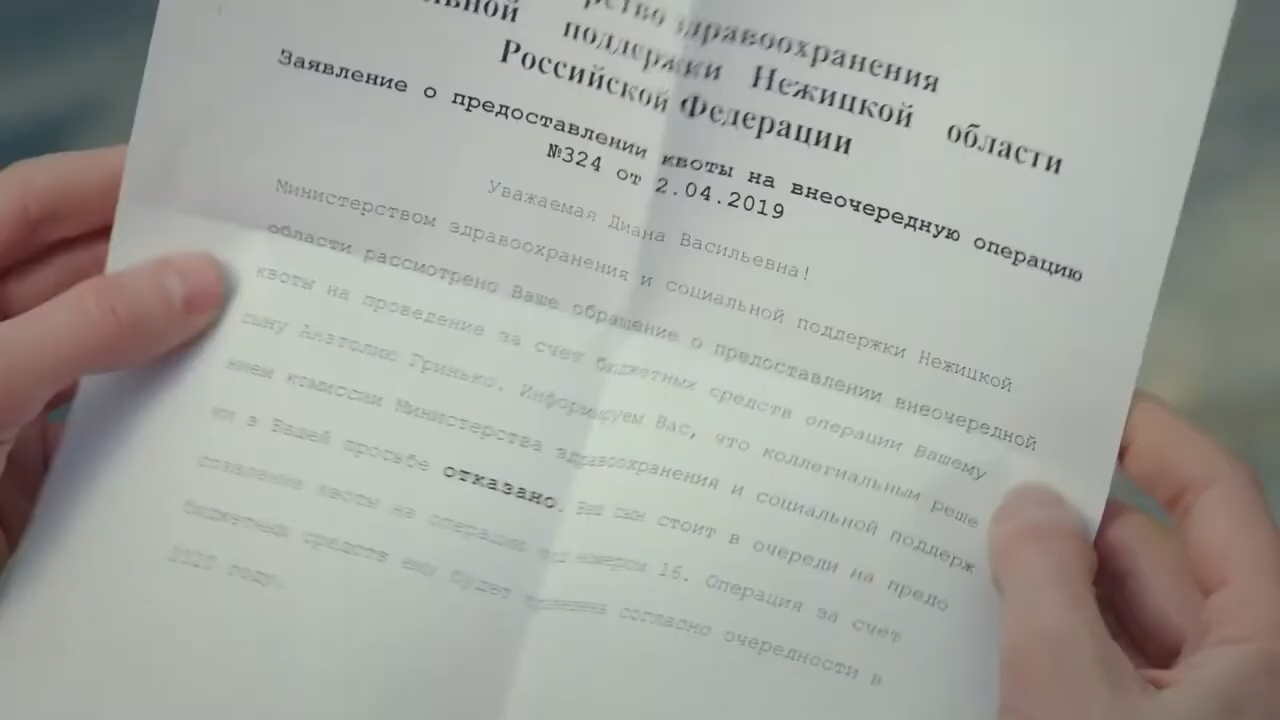 здравоохранения
поддержки Нежицкой области
Российской Федерации
Заявление о предоставлении квоты на внеочередную операцию
№324 от 2.04.2019
Уважаемая Диана Васильевна!
Министерством здравоохранения и социальной поддержки Нежицкой
области рассмотрено Ваше обращение о предоставлении внеочередной
квоты на проведение за счет бюджетных средств операции Вашему
сыну Анатолию Гринько. Информируем Вас, что коллегиальным реше
нием комиссии Министерства здравоохранения и социальной поддерж
ки в Вашей просьбе отказано. Ваш сын стоит в очереди на предо
ставление квоты на операцию под номером 16. Операция за счет
бюджетных средств ему будет согласно очередности в
2020 году.